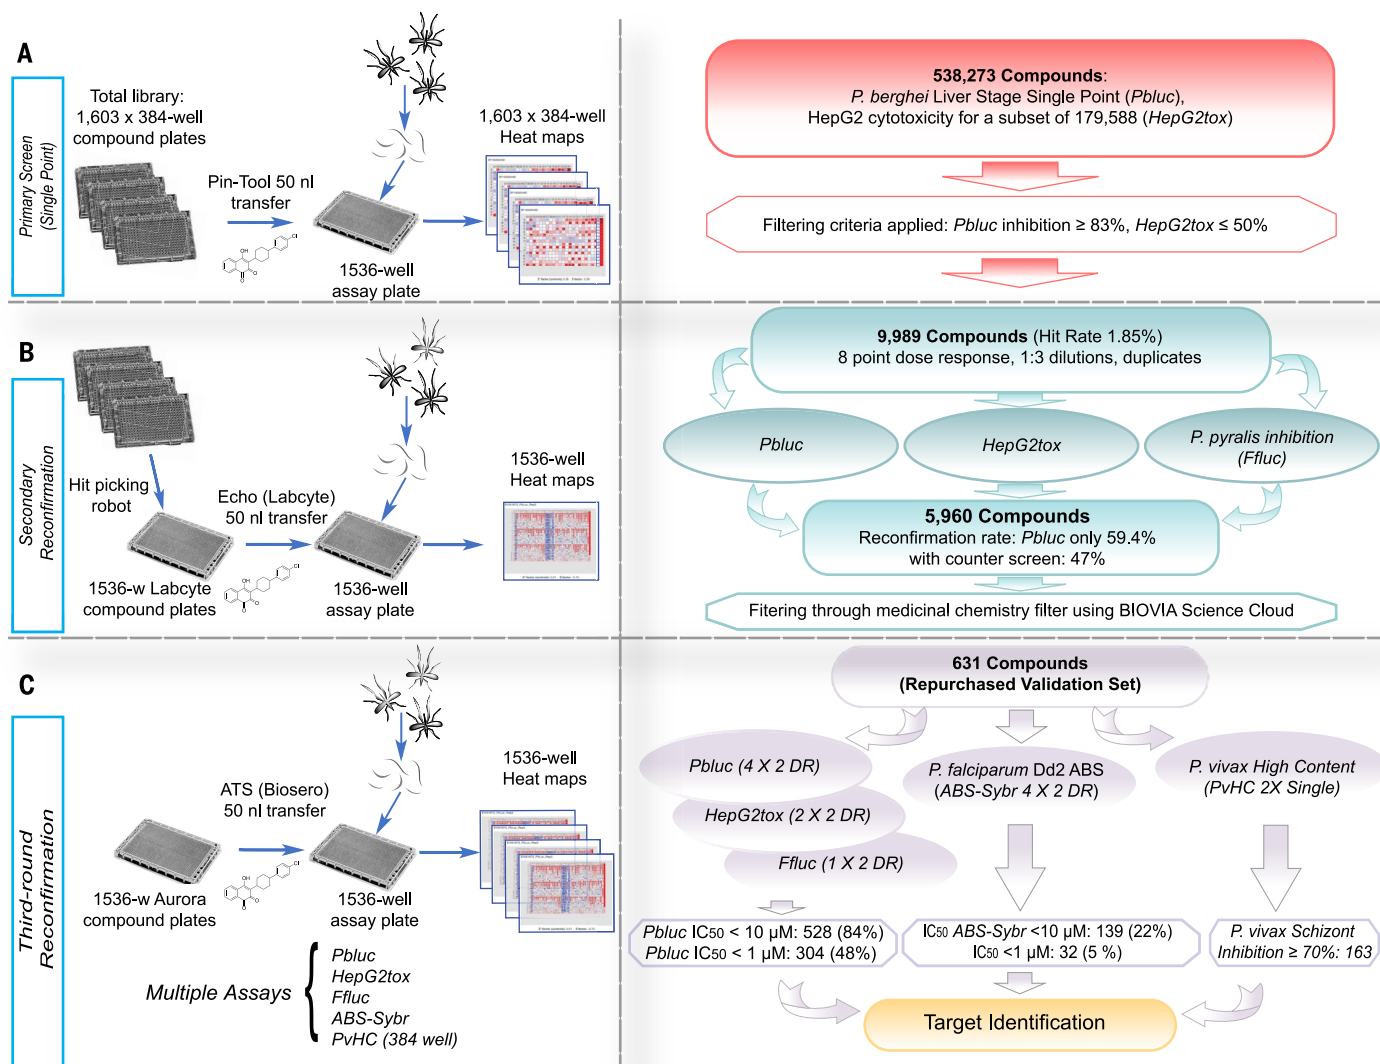 A
Primary Screen
(Single Point)
Total library:
1,603 x 384-well
compound plates
Pin-Tool 50 nl
transfer
1536-well
assay plate
1,603 x 384-well
Heat maps
538,273 Compounds:
P. berghei Liver Stage Single Point (Pbluc),
HepG2 cytotoxicity for a subset of 179,588 (HepG2tox)
Filtering criteria applied: Pbluc inhibition ≥ 83%, HepG2tox ≤ 50%
B
Secondary
Reconfirmation
Hit picking
robot
1536-w Labcyte
compound plates
Echo (Labcyte)
50 nl transfer
1536-well
assay plate
1536-well
Heat maps
9,989 Compounds (Hit Rate 1.85%)
8 point dose response, 1:3 dilutions, duplicates
Pbluc
HepG2tox
P. pyralis inhibition
(Ffluc)
5,960 Compounds
Reconfirmation rate: Pbluc only 59.4%
with counter screen: 47%
Fitering through medicinal chemistry filter using BIOVIA Science Cloud
C
Third-round
Reconfirmation
1536-w Aurora
compound plates
ATS (Biosero)
50 nl transfer
1536-well
assay plate
1536-well
Heat maps
Multiple Assays
Pbluc
HepG2tox
Ffluc
ABS-Sybr
PvHC (384 well)
631 Compounds
(Repurchased Validation Set)
Pbluc (4 X 2 DR)
HepG2tox (2 X 2 DR)
Ffluc (1 X 2 DR)
P. falciparum Dd2 ABS
(ABS-Sybr 4 X 2 DR)
P. vivax High Content
(PvHC 2X Single)
Pbluc IC50 < 10 µM: 528 (84%)
Pbluc IC50 < 1 µM: 304 (48%)
IC50 ABS-Sybr <10 µM: 139 (22%)
IC50 <1 µM: 32 (5 %)
P. vivax Schizont
Inhibition ≥ 70%: 163
Target Identification